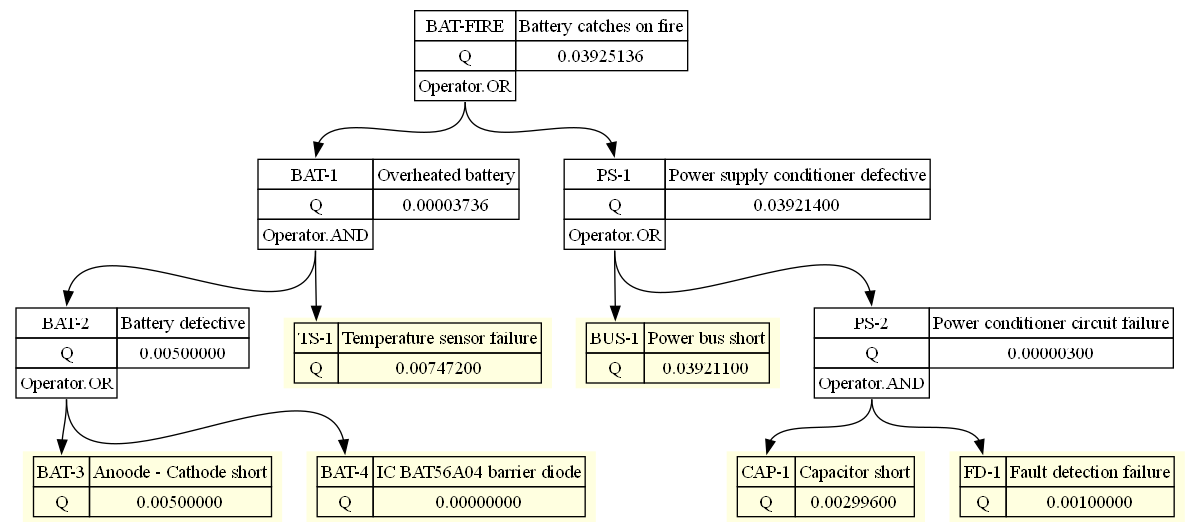 BAT-FIRE Battery catches on fire
Q 0.03925136
Operator.OR
BAT-1 Overheated battery
Q 0.00003736
Operator.AND
PS-1 Power supply conditioner defective
Q 0.03921400
Operator.OR
BAT-2 Battery defective
Q 0.00500000
Operator.OR
TS-1 Temperature sensor failure
Q 0.00747200
BUS-1 Power bus short
Q 0.03921100
PS-2 Power conditioner circuit failure
Q 0.00000300
Operator.AND
BAT-3 Anoode - Cathode short
Q 0.00500000
BAT-4 IC BAT56A04 barrier diode
Q 0.00000000
CAP-1 Capacitor short
Q 0.00299600
FD-1 Fault detection failure
Q 0.00100000